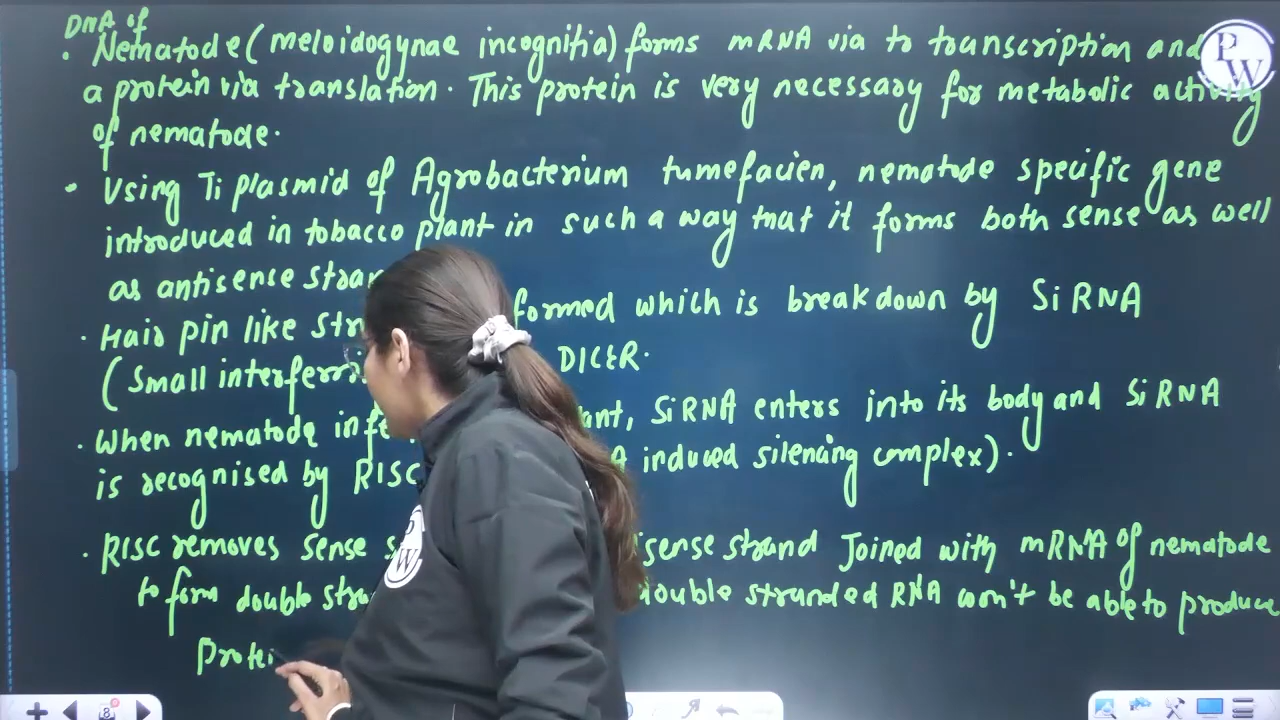 DNA of
• Nematode (meloidogynae incognitia) forms mRNA via to transcription and
a protein via translation. This protein is very necessary for metabolic activity
of nematode.
• Using Ti plasmid of Agrobacterium tumefacien, nematode specific gene
introduced in tobacco plant in such a way that it forms both sense as well
as antisense
• Hair pin like formed which is breakdown by SiRNA
(Small DICER.
• When nematode SiRNA enters into its body and SiRNA
is recognised by RISC induced silencing complex).
• RISC removes sense strand Joined with mRNA of nematode
to form double double stranded RNA won't be able to produce
PW
PW
8